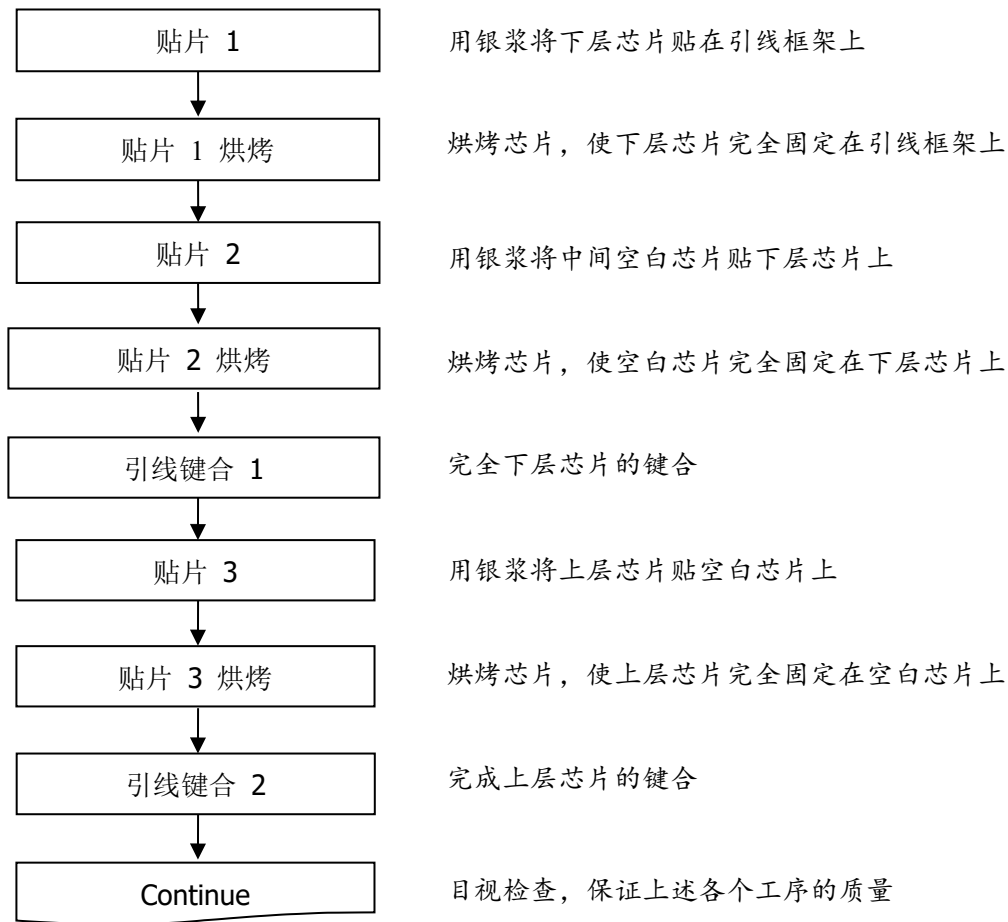 贴片 1 用银浆将下层芯片贴在引线框架上
贴片 1 烘烤 烘烤芯片，使下层芯片完全固定在引线框架上
贴片 2 用银浆将中间空白芯片贴下层芯片上
贴片 2 烘烤 烘烤芯片，使空白芯片完全固定在下层芯片上
引线键合 1 完全下层芯片的键合
贴片 3 用银浆将上层芯片贴空白芯片上
贴片 3 烘烤 烘烤芯片，使上层芯片完全固定在空白芯片上
引线键合 2 完成上层芯片的键合
Continue 目视检查，保证上述各个工序的质量